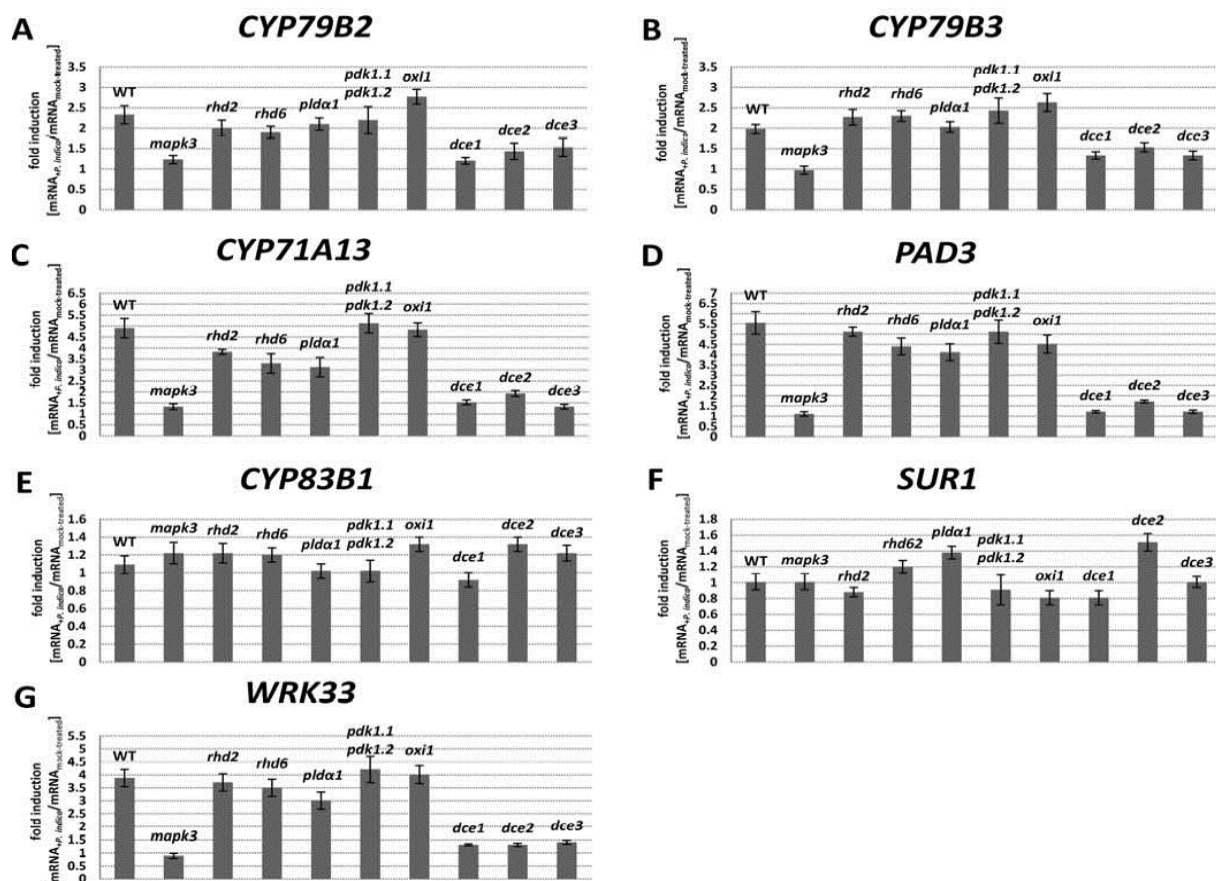 A
CYP79B2
fold induction
[mRNA+P. indica/mRNAmock-treated]
3.5
3
2.5
2
1.5
1
0.5
0
WT
mapk3
rhd2
rhd6
pldα1
pdk1.1
pdk1.2
oxi1
dce1
dce2
dce3
B
CYP79B3
fold induction
[mRNA+P. indica/mRNAmock-treated]
3.5
3
2.5
2
1.5
1
0.5
0
WT
mapk3
rhd2
rhd6
pldα1
pdk1.1
pdk1.2
oxi1
dce1
dce2
dce3
C
CYP71A13
fold induction
[mRNA+P. indica/mRNAmock-treated]
6.5
6
5.5
5
4.5
4
3.5
3
2.5
2
1.5
1
0.5
0
WT
mapk3
rhd2
rhd6
pldα1
pdk1.1
pdk1.2
oxi1
dce1
dce2
dce3
D
PAD3
fold induction
[mRNA+P. indica/mRNAmock-treated]
7
6.5
6
5.5
5
4.5
4
3.5
3
2.5
2
1.5
1
0.5
0
WT
mapk3
rhd2
rhd6
pldα1
pdk1.1
pdk1.2
oxi1
dce1
dce2
dce3
E
CYP83B1
fold induction
[mRNA+P. indica/mRNAmock-treated]
1.6
1.4
1.2
1
0.8
0.6
0.4
0.2
0
WT
mapk3
rhd2
rhd6
pldα1
pdk1.1
pdk1.2
oxi1
dce1
dce2
dce3
F
SUR1
fold induction
[mRNA+P. indica/mRNAmock-treated]
1.8
1.6
1.4
1.2
1
0.8
0.6
0.4
0.2
0
WT
mapk3
rhd2
rhd62
pldα1
pdk1.1
pdk1.2
oxi1
dce1
dce2
dce3
G
WRK33
fold induction
[mRNA+P. indica/mRNAmock-treated]
5.5
5
4.5
4
3.5
3
2.5
2
1.5
1
0.5
0
WT
mapk3
rhd2
rhd6
pldα1
pdk1.1
pdk1.2
oxi1
dce1
dce2
dce3